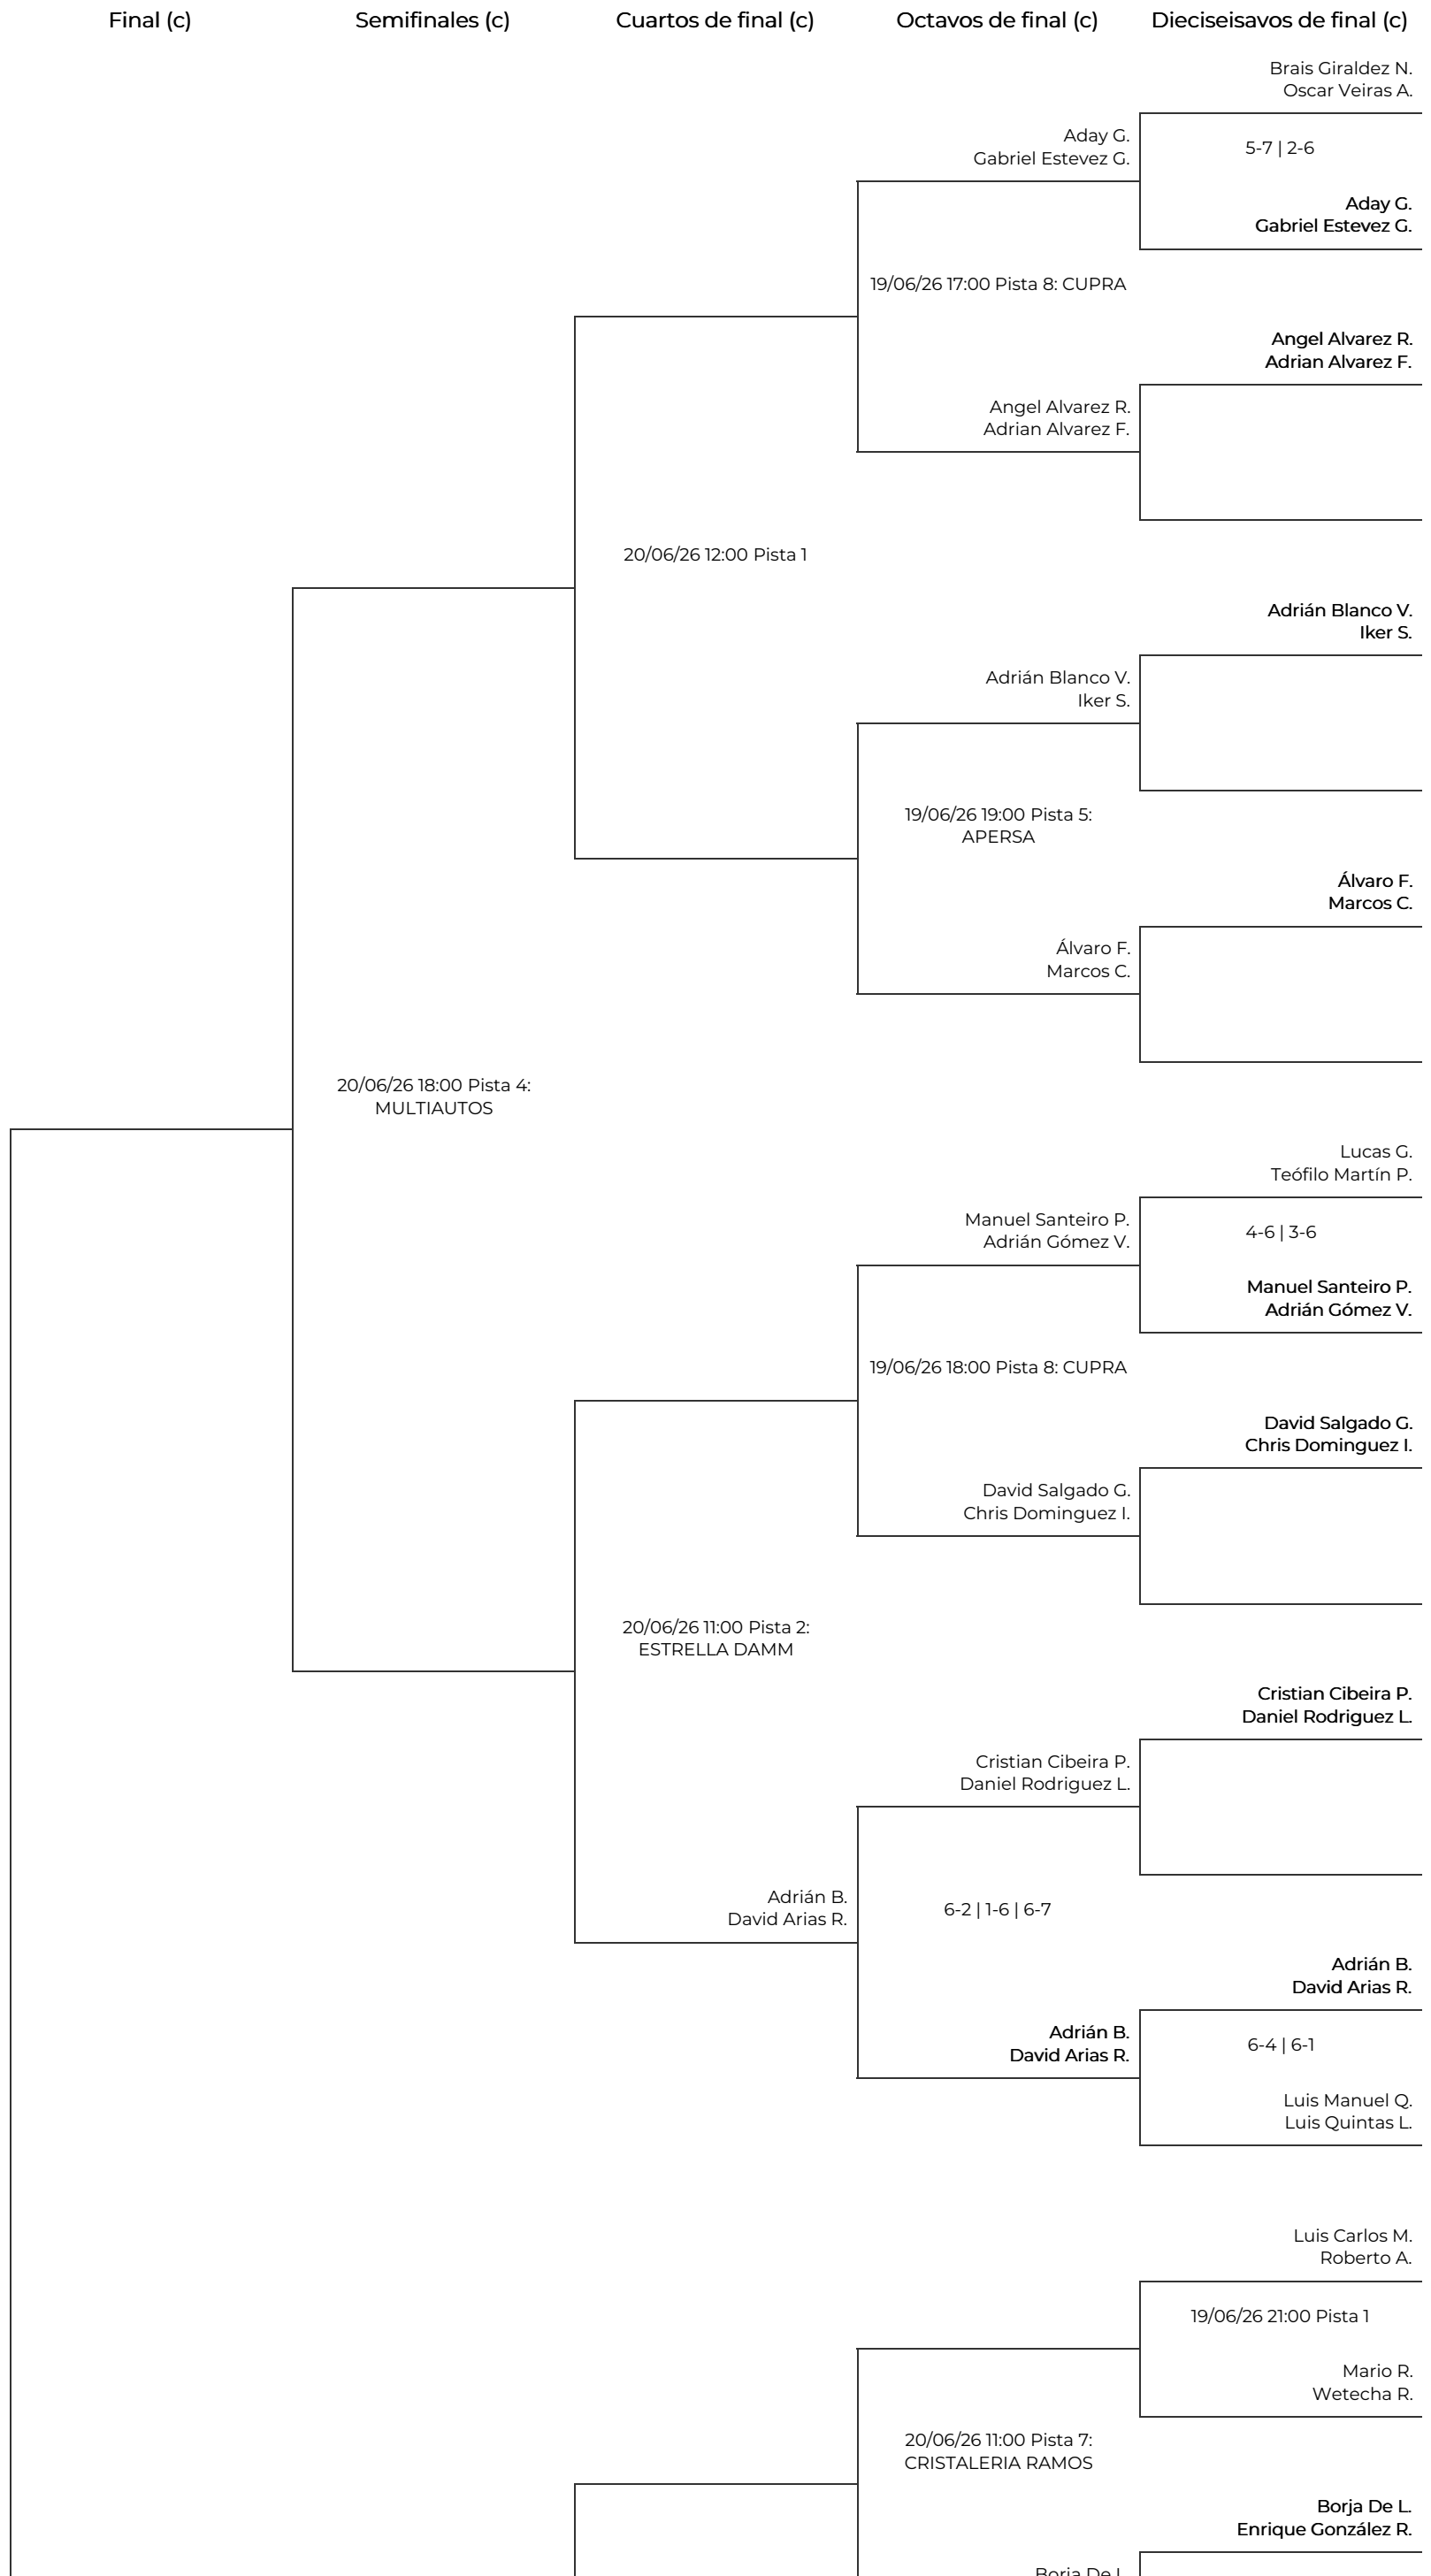 Final (c)
Semifinales (c)
Cuartos de final (c)
Octavos de final (c)
Dieciseisavos de final (c)
Brais Giraldez N.
Oscar Veiras A.
Aday G.
Gabriel Estevez G.
5-7 | 2-6
Aday G.
Gabriel Estevez G.
19/06/26 17:00 Pista 8: CUPRA
Angel Alvarez R.
Adrian Alvarez F.
Angel Alvarez R.
Adrian Alvarez F.
20/06/26 12:00 Pista 1
Adrián Blanco V.
Iker S.
Adrián Blanco V.
Iker S.
19/06/26 19:00 Pista 5:
APERSA
Álvaro F.
Marcos C.
Álvaro F.
Marcos C.
20/06/26 18:00 Pista 4:
MULTIAUTOS
Lucas G.
Teófilo Martín P.
Manuel Santeiro P.
Adrián Gómez V.
4-6 | 3-6
Manuel Santeiro P.
Adrián Gómez V.
19/06/26 18:00 Pista 8: CUPRA
David Salgado G.
Chris Dominguez I.
David Salgado G.
Chris Dominguez I.
20/06/26 11:00 Pista 2:
ESTRELLA DAMM
Cristian Cibeira P.
Daniel Rodriguez L.
Cristian Cibeira P.
Daniel Rodriguez L.
Adrián B.
David Arias R.
6-2 | 1-6 | 6-7
Adrián B.
David Arias R.
Adrián B.
David Arias R.
6-4 | 6-1
Luis Manuel Q.
Luis Quintas L.
Luis Carlos M.
Roberto A.
19/06/26 21:00 Pista 1
Mario R.
Wetecha R.
20/06/26 11:00 Pista 7:
CRISTALERIA RAMOS
Borja De L.
Enrique González R.
Borja De L.